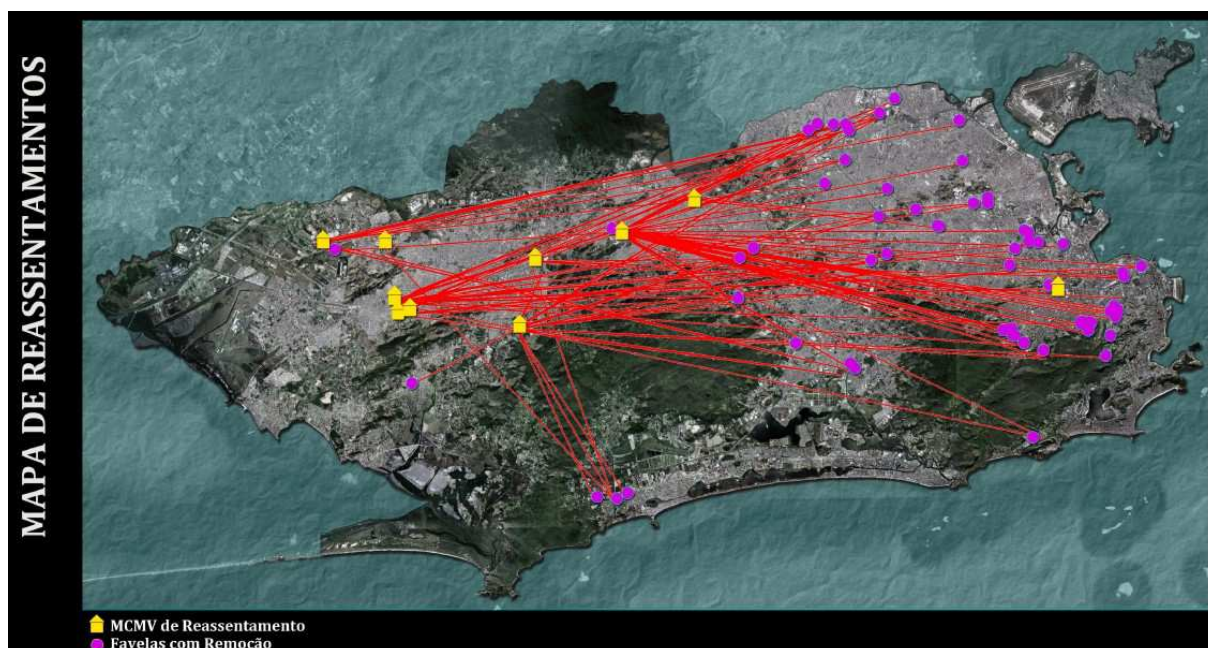 MAPA DE REASSENTAMENTOS
MCMV de Reassentamento
Favelas com Remoção